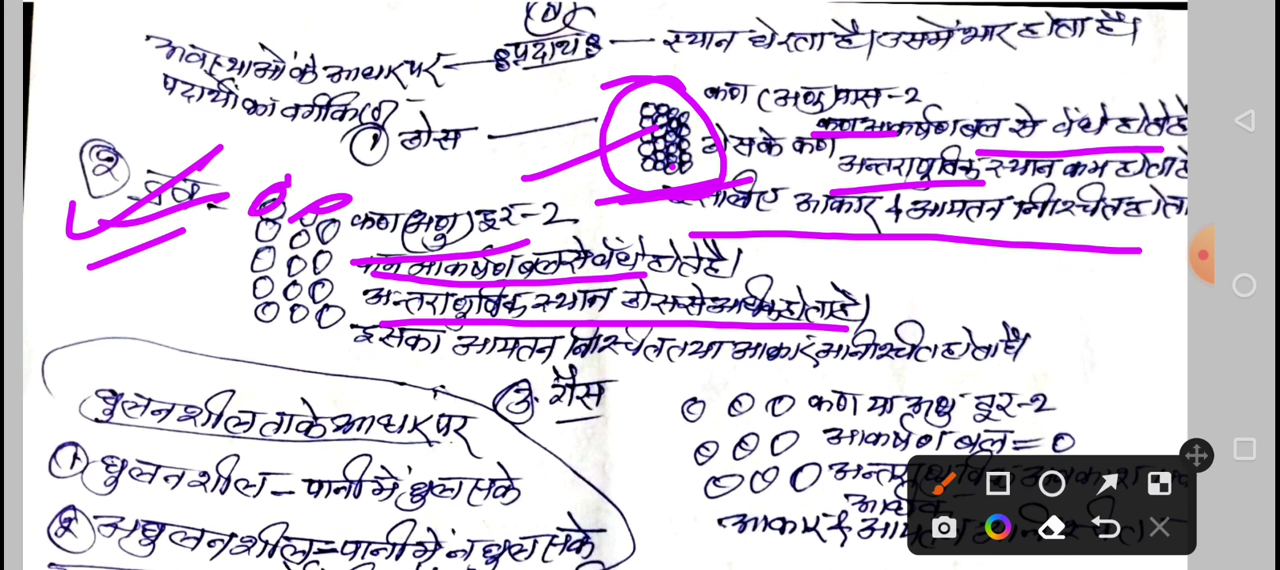 पदार्थ — स्थान घेरता है। उसमें भार होता है।
अवस्थाओं के आधार पर
पदार्थों का वर्गीकरण
① ठोस — कण (अणु) पास-2
कण आकर्षण बल से बँधे होते है
ठोस के कण
अन्तराणुविक स्थान कम होता है
इसलिए आकार व आयतन निश्चित होता
② द्रव
कण (अणु) दूर-2
कण आकर्षण बल से बँधे होते है।
अन्तराणुविक स्थान ठोस से अधिक होता है।
इसका आयतन निश्चित तथा आकार अनिश्चित होता है
③ गैस
कण या अणु दूर-2
आकर्षण बल = 0
आकार व
घुलनशीलता के आधार पर
① घुलनशील – पानी में घुल सके
② अघुलनशील = पानी में न घुल सके